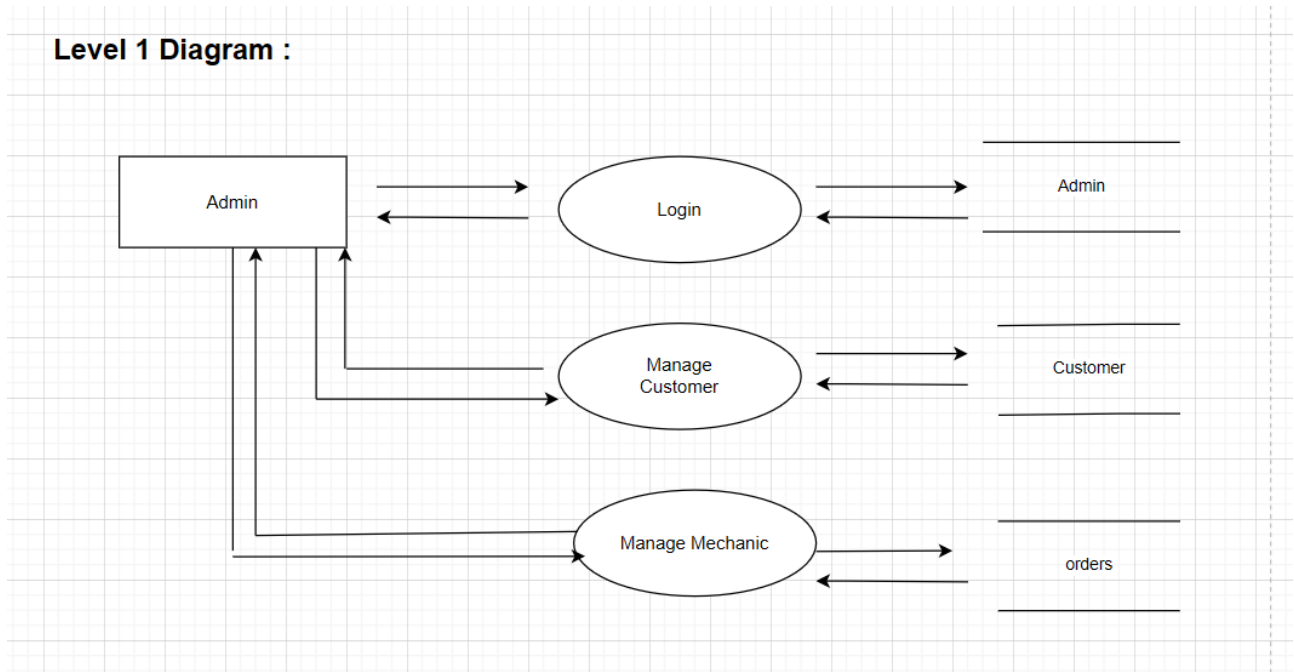 Level 1 Diagram :
Admin
Login
Admin
Manage
Customer
Customer
Manage Mechanic
orders